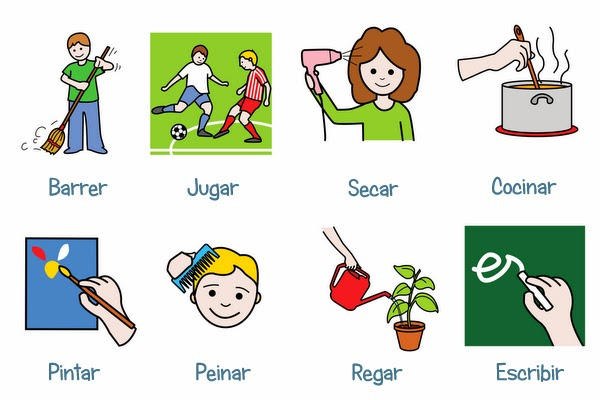 Barrer
Jugar
Secar
Cocinar
Pintar
Peinar
Regar
Escribir